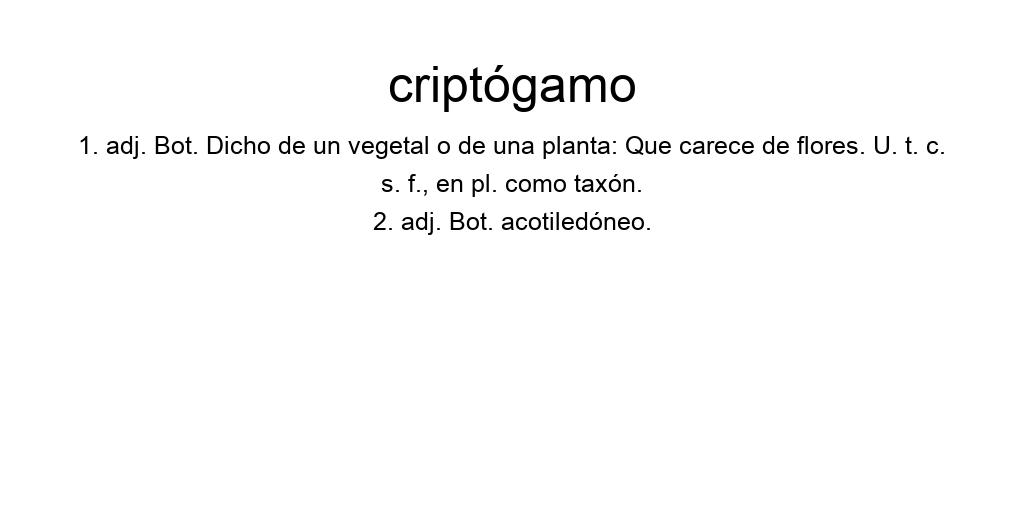 criptógamo
1. adj. Bot. Dicho de un vegetal o de una planta: Que carece de flores. U. t. c.
s. f., en pl. como taxón.
2. adj. Bot. acotiledóneo.